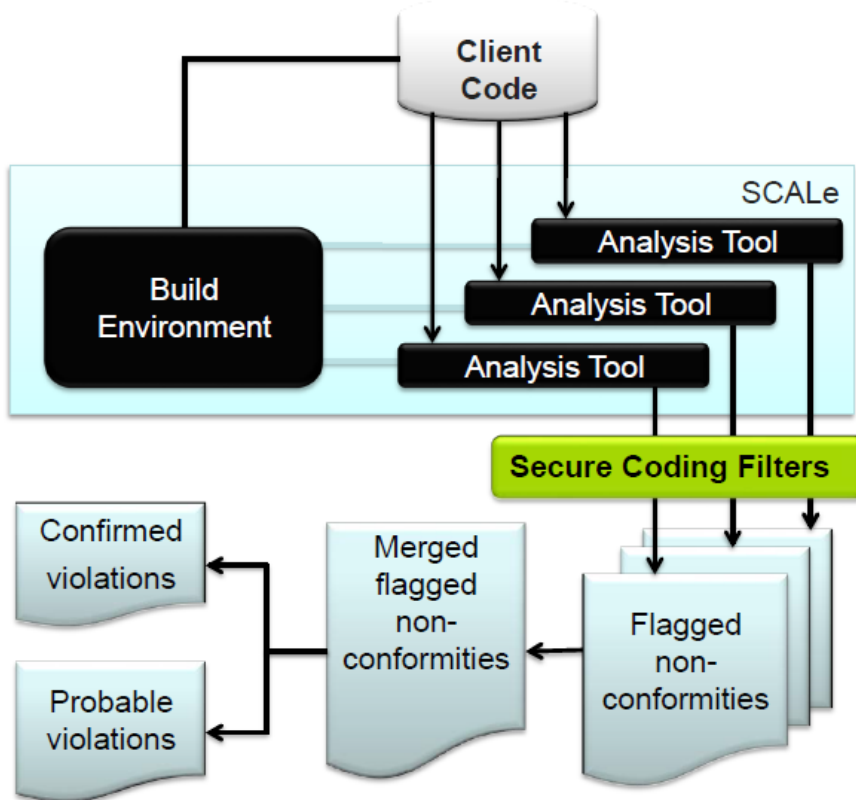 Client
Code
SCALe
Analysis Tool
Build
Environment
Analysis Tool
Analysis Tool
Secure Coding Filters
Confirmed
violations
Merged
flagged
non-
conformities
Flagged
non-
conformities
Probable
violations